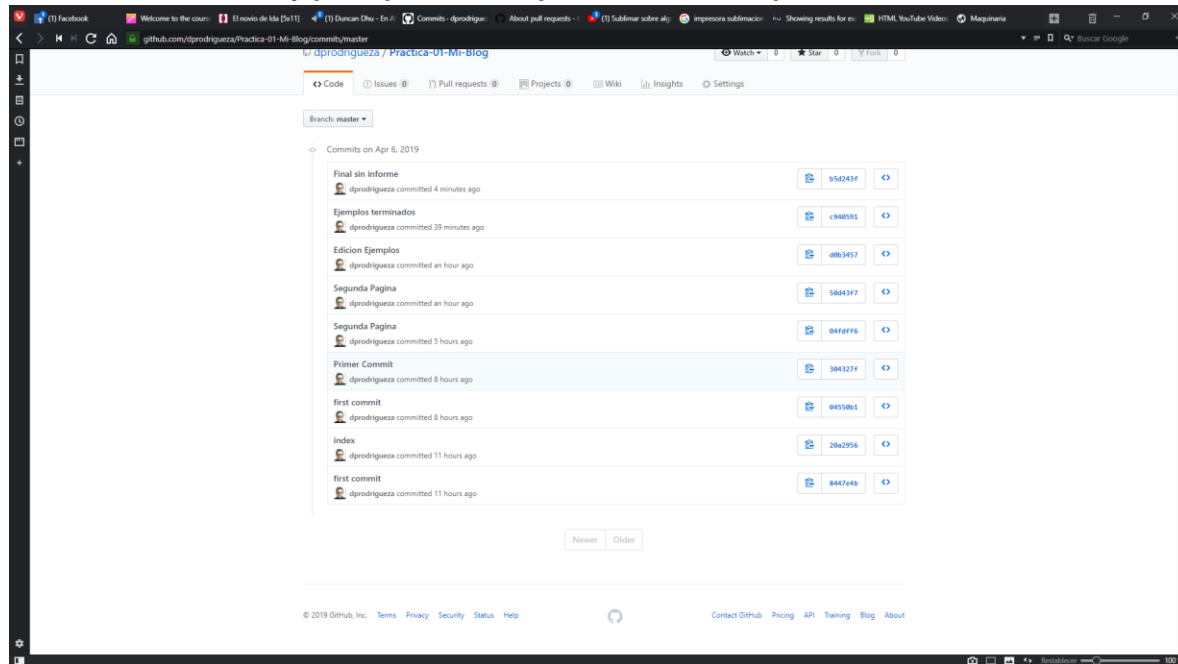 (1) Facebook Welcome to the cours El novio de Ida [5x11] (1) Duncan Dhu - En A Commits · dprodrigue About pull requests - (1) Sublimar sobre alg impresora sublimacion Showing results for es HTML YouTube Videos Maquinaria
github.com/dprodrigueza/Practica-01-Mi-Blog/commits/master Buscar Google
dprodrigueza / Practica-01-Mi-Blog Watch 0 Star 0 Fork 0
Code Issues 0 Pull requests 0 Projects 0 Wiki Insights Settings
Branch: master
Commits on Apr 6, 2019
Final sin informe
dprodrigueza committed 4 minutes ago b5d243f
Ejemplos terminados
dprodrigueza committed 39 minutes ago c940591
Edicion Ejemplos
dprodrigueza committed an hour ago d0b3457
Segunda Pagina
dprodrigueza committed an hour ago 50d43f7
Segunda Pagina
dprodrigueza committed 5 hours ago 04fdff6
Primer Commit
dprodrigueza committed 8 hours ago 304327f
first commit
dprodrigueza committed 8 hours ago 04550b1
index
dprodrigueza committed 11 hours ago 20a2956
first commit
dprodrigueza committed 11 hours ago 8447e4b
Newer Older
© 2019 GitHub, Inc. Terms Privacy Security Status Help Contact GitHub Pricing API Training Blog About
Restablecer 100